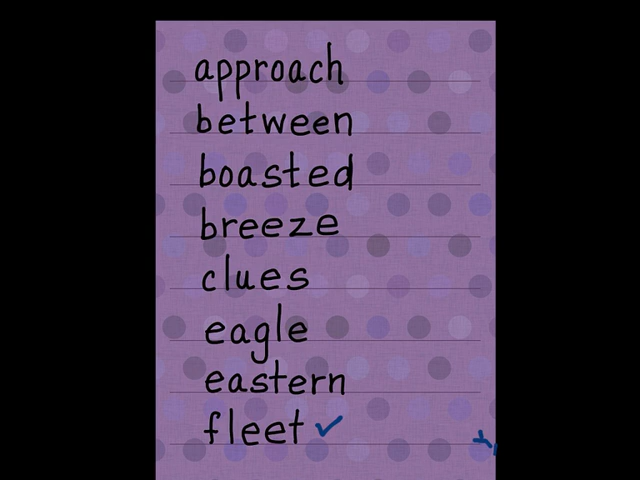 approach
between
boasted
breeze
clues
eagle
eastern
fleet ✓